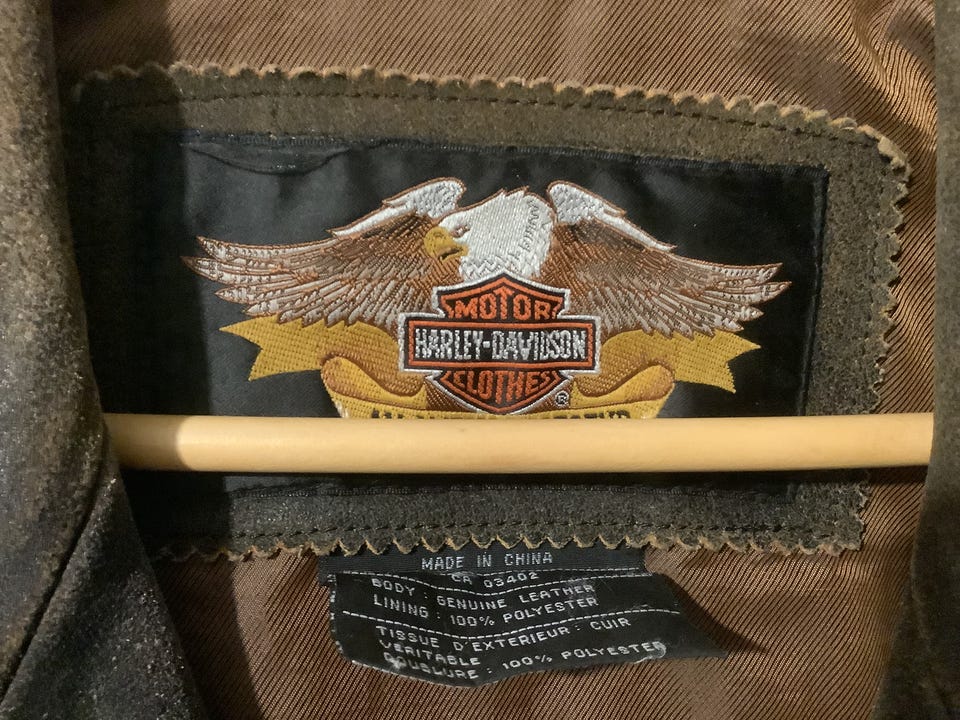 MOTOR
HARLEY-DAVIDSON
CLOTHES
®
MADE IN CHINA
CA 03402
BODY : GENUINE LEATHER
LINING : 100% POLYESTER
TISSUE D'EXTERIEUR : CUIR
VERITABLE
DOUBLURE : 100% POLYESTER